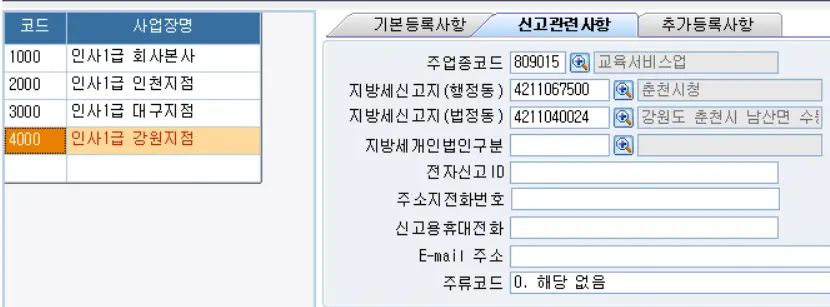 코드 사업장명
1000 인사1급 회사본사
2000 인사1급 인천지점
3000 인사1급 대구지점
4000 인사1급 강원지점
기본등록사항 신고관련사항 추가등록사항
주업종코드 809015 교육서비스업
지방세신고지(행정동) 4211067500 춘천시청
지방세신고지(법정동) 4211040024 강원도 춘천시 남산면
지방세개인법인구분
전자신고ID
주소지전화번호
신고용휴대전화
E-mail 주소
주류코드 0. 해당 없음